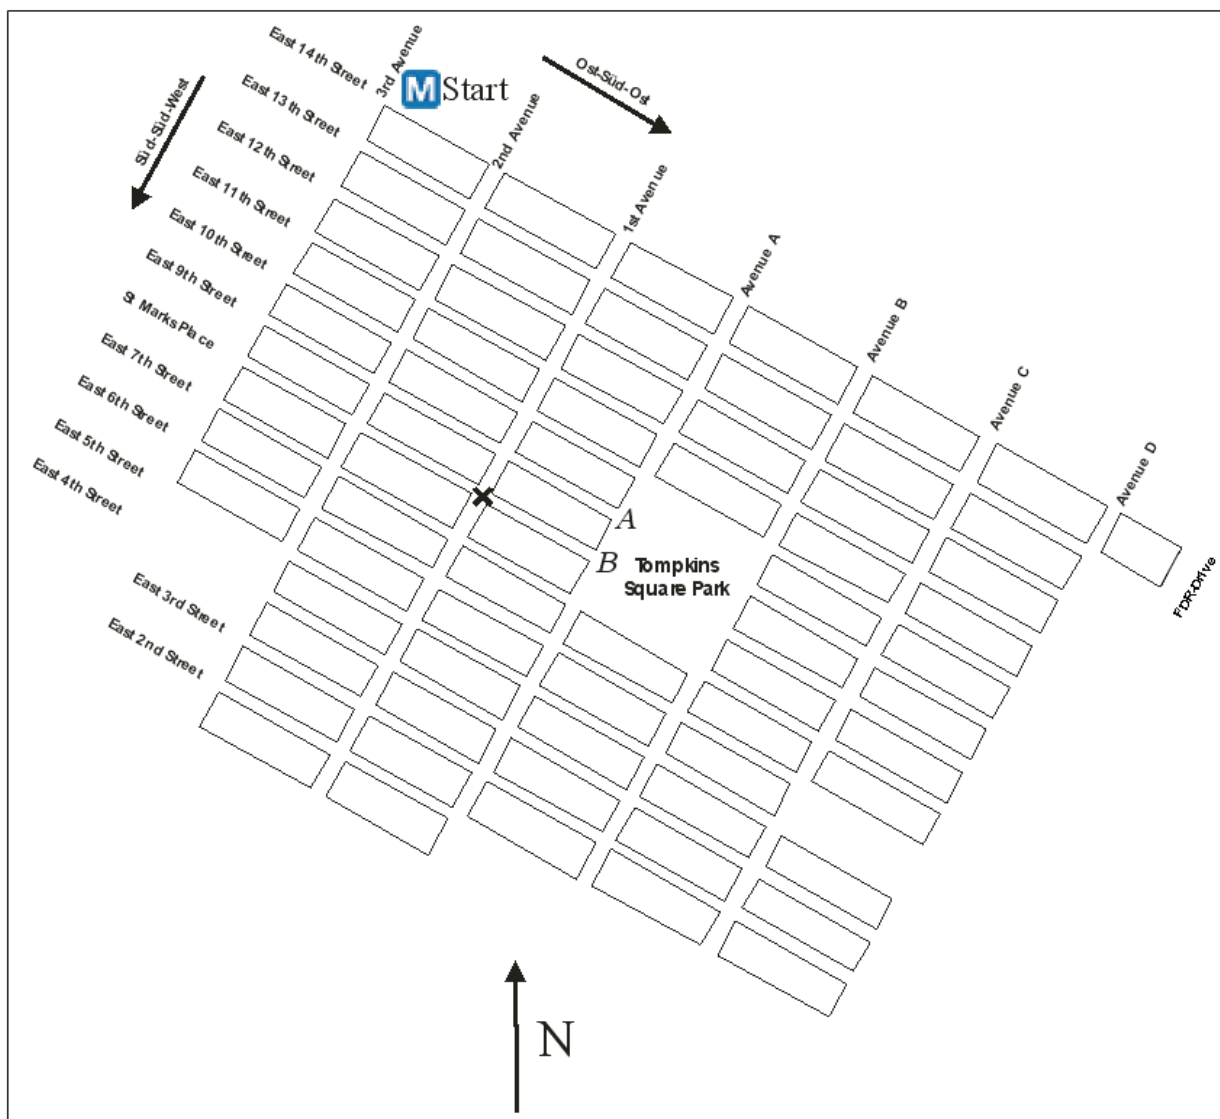 East 14th Street
3rd Avenue
M Start
Ost-Süd-Ost
East 13th Street
Süd-Süd-West
2nd Avenue
East 12th Street
East 11th Street
1st Avenue
East 10th Street
Avenue A
East 9th Street
St. Marks Place
Avenue B
East 7th Street
Avenue C
East 6th Street
East 5th Street
Avenue D
East 4th Street
A
B
Tompkins
Square Park
FDR-Drive
East 3rd Street
East 2nd Street
N